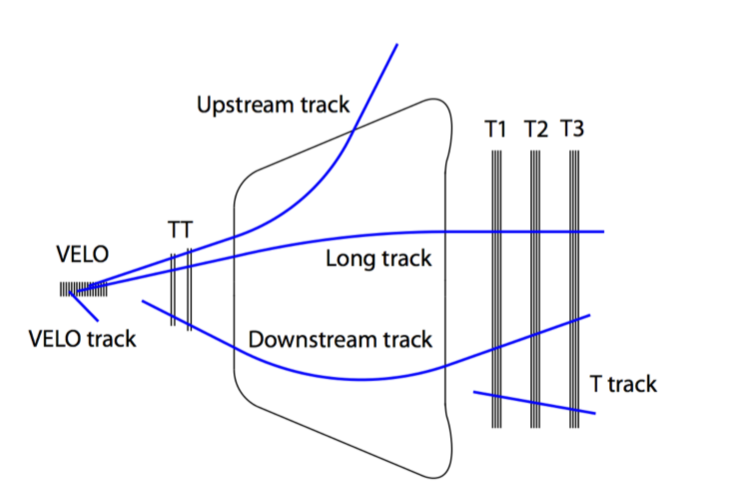 Upstream track
T1 T2 T3
TT
VELO
Long track
VELO track
Downstream track
T track